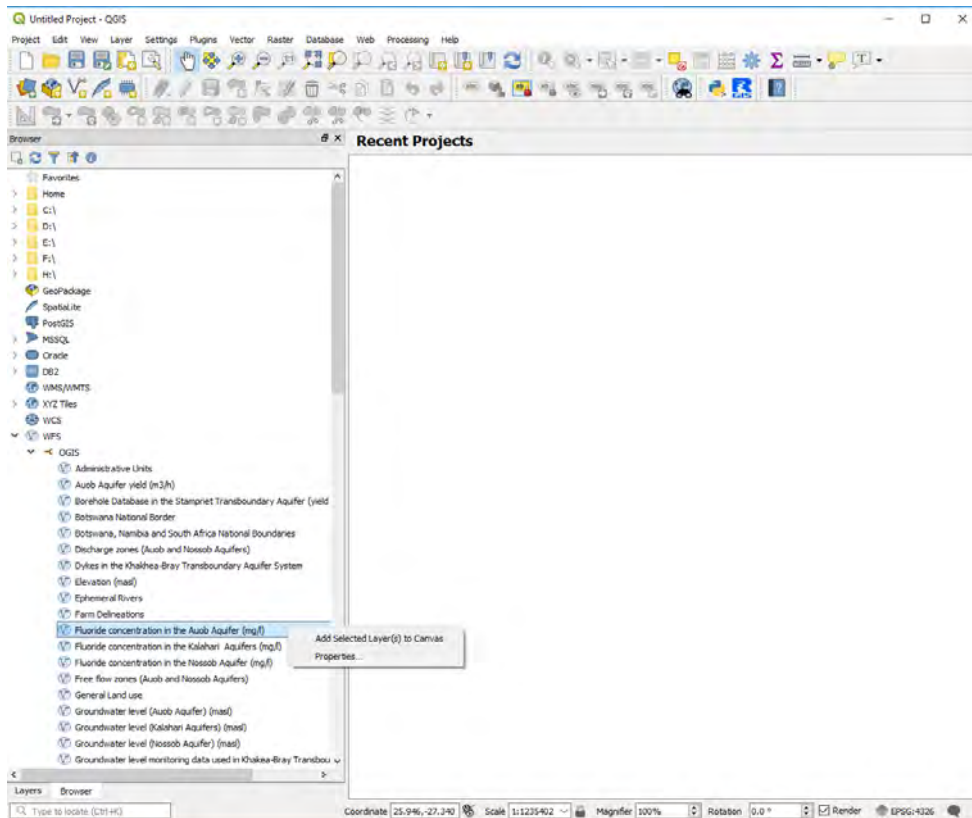 Untitled Project - QGIS
Project Edit View Layer Settings Plugins Vector Raster Database Web Processing Help
Browser
Recent Projects
Favorites
Home
C:\
D:\
E:\
F:\
H:\
GeoPackage
SpatiaLite
PostGIS
MSSQL
Oracle
DB2
WMS/WMTS
XYZ Tiles
WCS
WFS
OGIS
Administrative Units
Auob Aquifer yield (m3/h)
Borehole Database in the Stampriet Transboundary Aquifer (yield
Botswana National Border
Botswana, Namibia and South Africa National Boundaries
Discharge zones (Auob and Nossob Aquifers)
Dykes in the Khakhea-Bray Transboundary Aquifer System
Elevation (masl)
Ephemeral Rivers
Farm Delineations
Fluoride concentration in the Auob Aquifer (mg/l)
Add Selected Layer(s) to Canvas
Fluoride concentration in the Kalahari Aquifers (mg/l)
Properties...
Fluoride concentration in the Nossob Aquifer (mg/l)
Free flow zones (Auob and Nossob Aquifers)
General Land use
Groundwater level (Auob Aquifer) (masl)
Groundwater level (Kalahari Aquifers) (masl)
Groundwater level (Nossob Aquifer) (masl)
Groundwater level monitoring data used in Khakea-Bray Transbou
Layers Browser
Type to locate (Ctrl+K) Coordinate 25.946,-27.340 Scale 1:1235402 Magnifier 100% Rotation 0.0 ° Render EPSG:4326